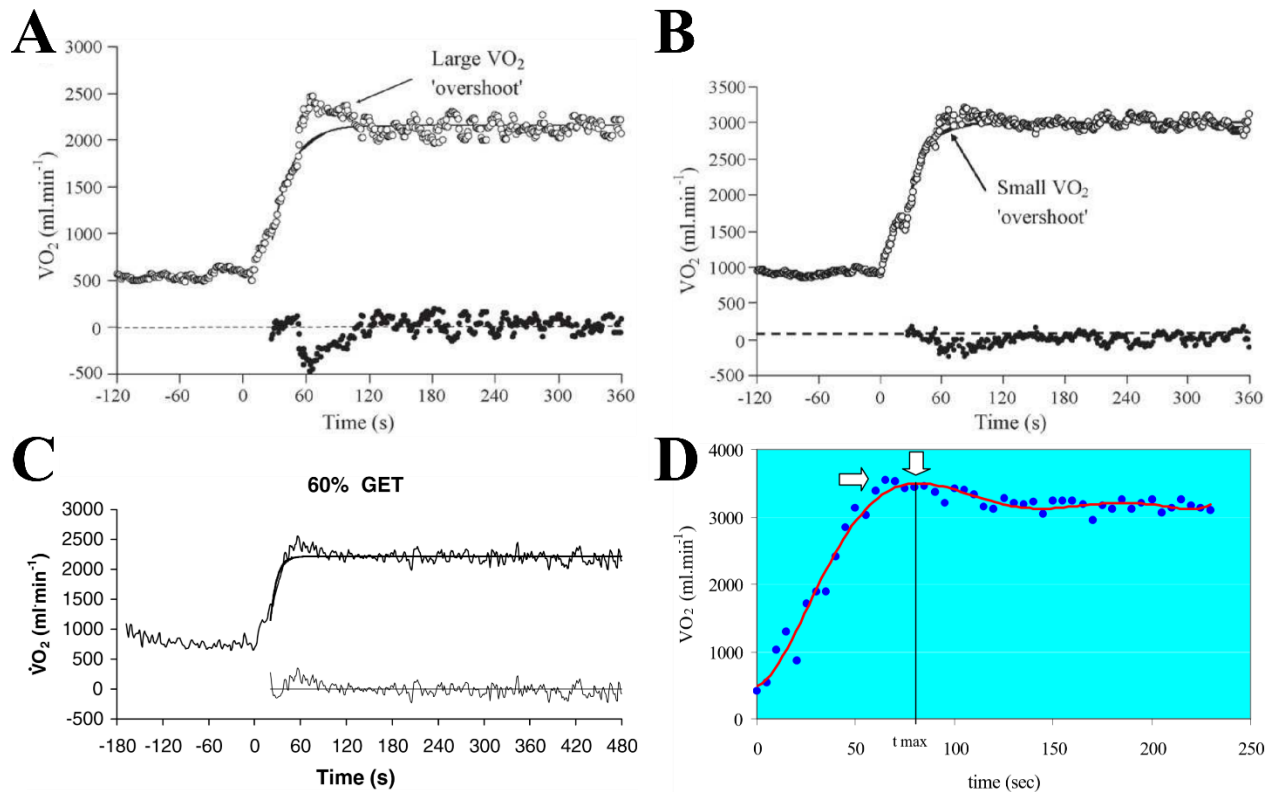 A
3000
2500
2000
1500
1000
500
0
-500
VO₂ (ml.min⁻¹)
Large VO₂
'overshoot'
-120 -60 0 60 120 180 240 300 360
Time (s)
B
3500
3000
2500
2000
1500
1000
500
0
-500
VO₂ (ml.min⁻¹)
Small VO₂
'overshoot'
-120 -60 0 60 120 180 240 300 360
Time (s)
C
60% GET
3000
2500
2000
1500
1000
500
0
-500
V̇O₂ (ml·min⁻¹)
-180 -120 -60 0 60 120 180 240 300 360 420 480
Time (s)
D
4000
3000
2000
1000
0
VO₂ (ml.min⁻¹)
0 50 t max 100 150 200 250
time (sec)